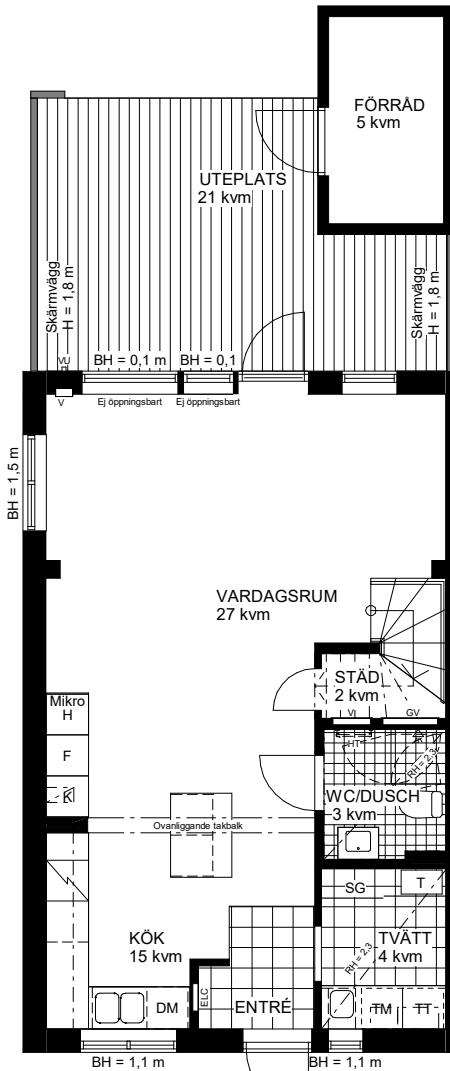 FÖRRÅD
5 kvm
UTEPLATS
21 kvm
Skärmvägg
H = 1,8 m
Skärmvägg
H = 1,8 m
VU
BH = 0,1 m
BH = 0,1
V
Ej öppningsbart
Ej öppningsbart
BH = 1,5 m
VARDAGSRUM
27 kvm
STÄD
2 kvm
VI
GV
Mikro
H
F
K
HT
RH = 2,3
WC/DUSCH
3 kvm
Ovanliggande takbalk
SG
T
KÖK
15 kvm
TVÄTT
4 kvm
RH = 2,3
ELC
DM
ENTRÉ
TM
TT
BH = 1,1 m
BH = 1,1 m